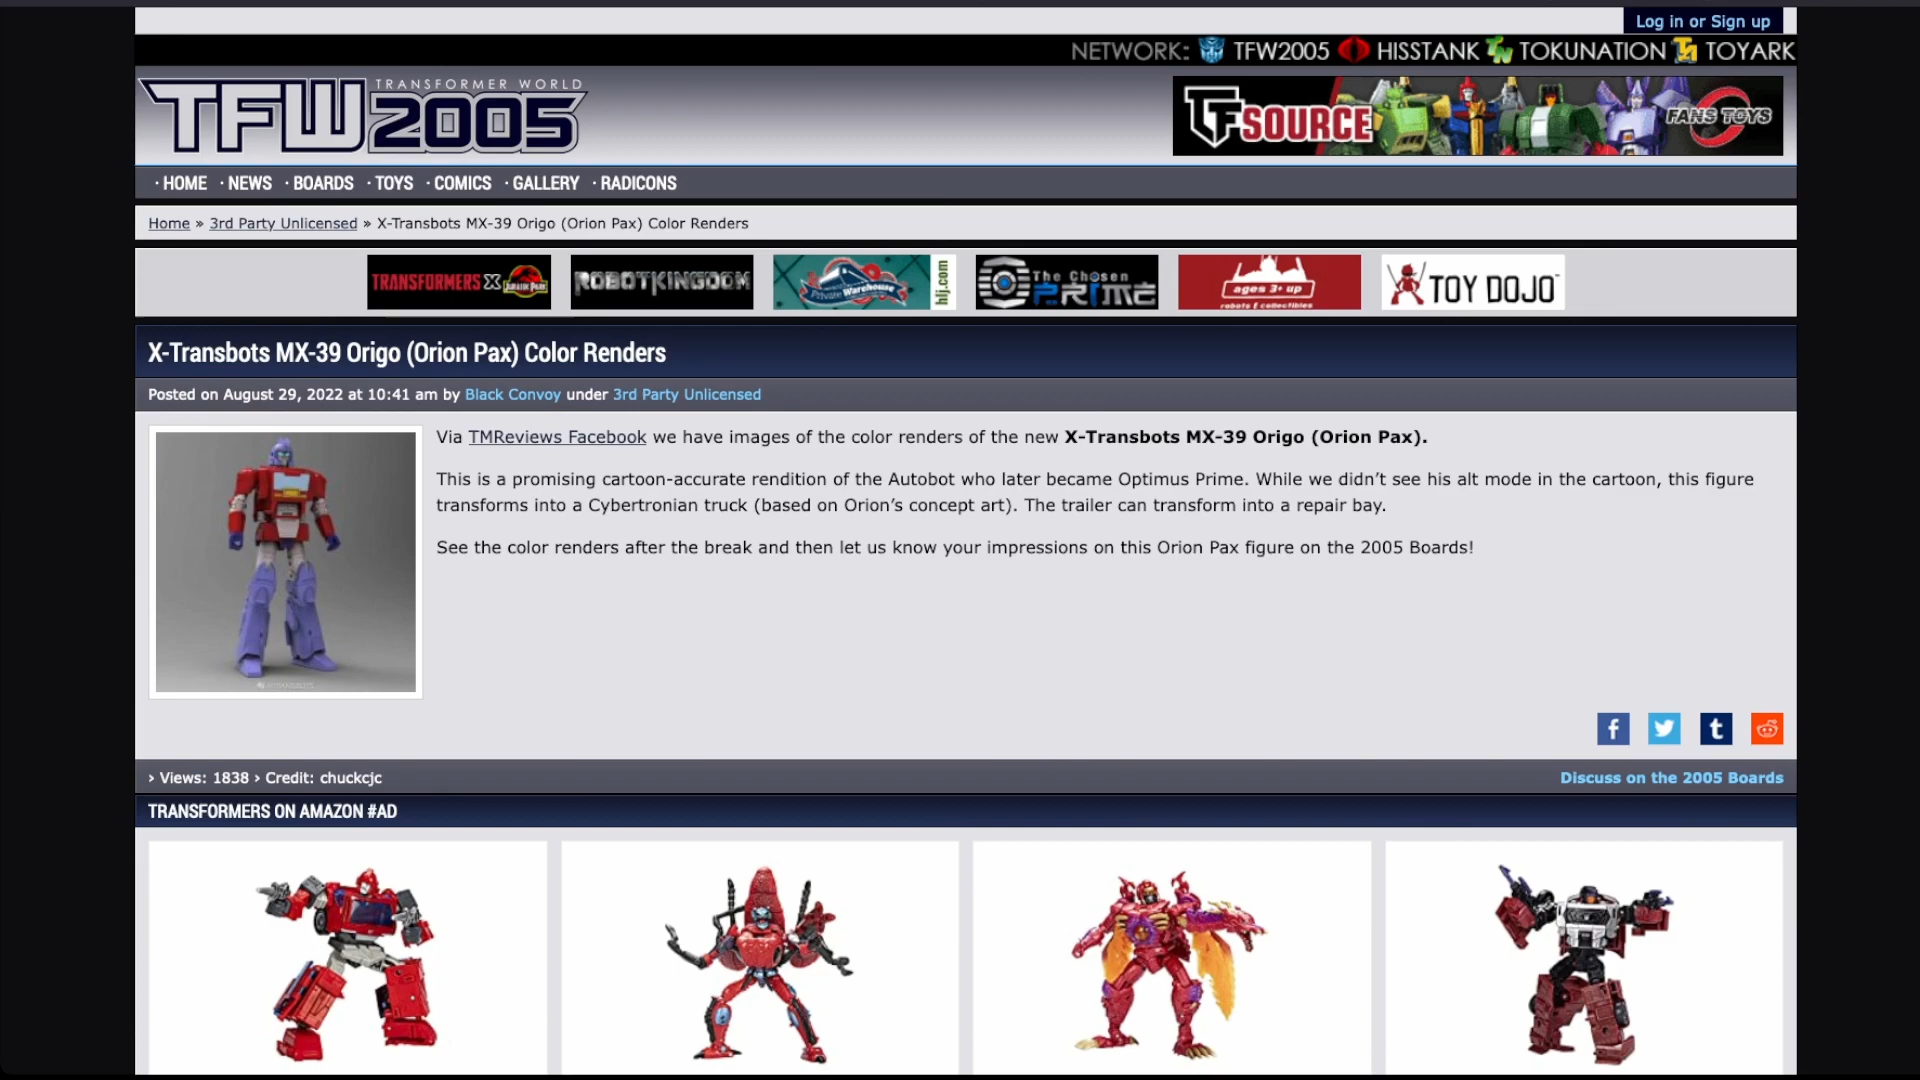 Log in or Sign up
NETWORK: TFW2005 HISSTANK TOKUNATION TOYARK
TRANSFORMER WORLD
TFW2005
TFSOURCE FANS TOYS
· HOME · NEWS · BOARDS · TOYS · COMICS · GALLERY · RADICONS
Home » 3rd Party Unlicensed » X-Transbots MX-39 Origo (Orion Pax) Color Renders
TRANSFORMERS X JURASSIC PARK
ROBOTKINGDOM
Private Warehouse hlj.com
The Chosen PRIME
ages 3+ up
robots & collectibles
TOY DOJO
X-Transbots MX-39 Origo (Orion Pax) Color Renders
Posted on August 29, 2022 at 10:41 am by Black Convoy under 3rd Party Unlicensed
Via TMReviews Facebook we have images of the color renders of the new X-Transbots MX-39 Origo (Orion Pax).
This is a promising cartoon-accurate rendition of the Autobot who later became Optimus Prime. While we didn’t see his alt mode in the cartoon, this figure
transforms into a Cybertronian truck (based on Orion’s concept art). The trailer can transform into a repair bay.
See the color renders after the break and then let us know your impressions on this Orion Pax figure on the 2005 Boards!
› Views: 1838 › Credit: chuckcjc
Discuss on the 2005 Boards
TRANSFORMERS ON AMAZON #AD